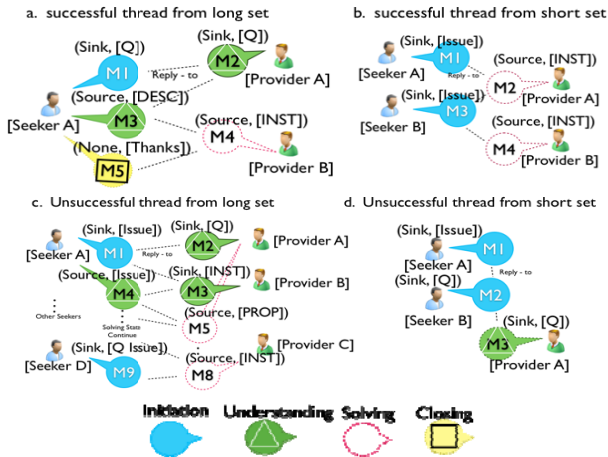 a. successful thread from long set
(Sink, [Q])
M1
(Sink, [Q])
M2
Reply - to
[Provider A]
(Source, [DESC])
M3
[Seeker A]
(Source, [INST])
M4
[Provider B]
(None, [Thanks])
M5
b. successful thread from short set
(Sink, [Issue])
M1
[Seeker A]
Reply - to
(Source, [INST])
M2
[Provider A]
(Sink, [Issue])
M3
[Seeker B]
(Source, [INST])
M4
[Provider B]
c. Unsuccessful thread from long set
(Sink, [Issue])
M1
[Seeker A]
Reply - to
(Sink, [Q])
M2
[Provider A]
(Source, [Issue])
M4
(Sink, [INST])
M3
[Provider B]
Other Seekers
Solving State
Continue
(Source, [PROP])
M5
(Sink, [Q Issue])
M9
[Seeker D]
(Source, [INST])
M8
[Provider C]
d. Unsuccessful thread from short set
(Sink, [Issue])
M1
[Seeker A]
Reply - to
(Sink, [Q])
M2
[Seeker B]
(Sink, [Q])
M3
[Provider A]
Initiation
Understanding
Solving
Closing